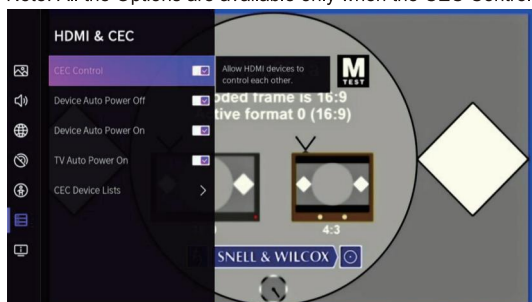 Note: All the Options are available only when the CEC Control
HDMI & CEC
CEC Control
Allow HDMI devices to
control each other.
M
TEST
Device Auto Power Off
oded frame is 16:9
Device Auto Power On
tive format 0 (16:9)
TV Auto Power On
CEC Device Lists
4:3
SNELL & WILCOX